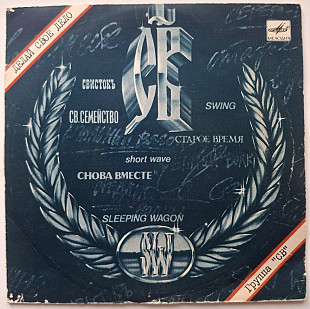 ДЕЛАЙ СВОЕ ДЕЛО
МЕЛОДИЯ
СВ
СВИСТОКЪ
SWING
СВ. СЕМЕЙСТВО
СТАРОЕ ВРЕМЯ
short wave
СНОВА ВМЕСТЕ
SLEEPING WAGON
SW
Группа "СВ"